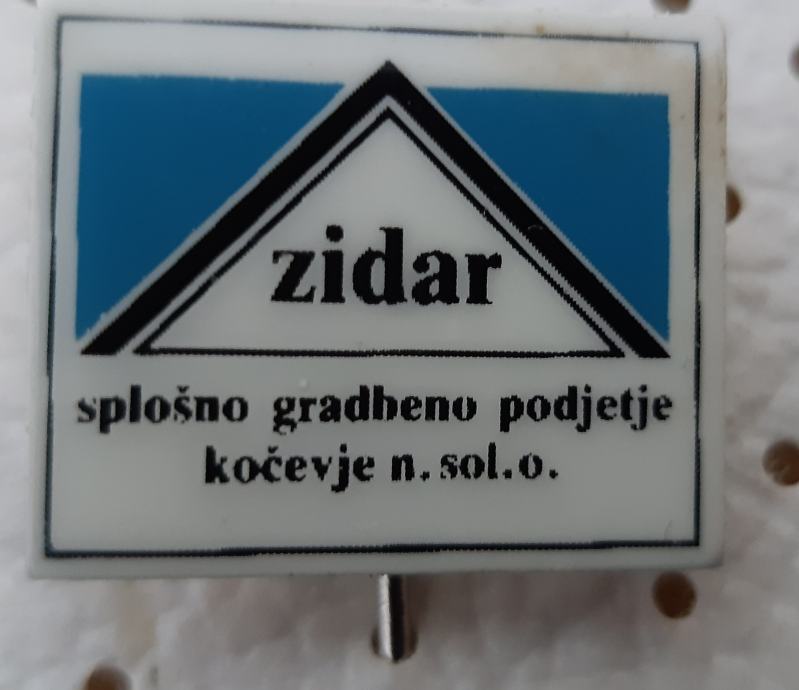 zidar
splošno gradbeno podjetje
kočevje n.sol.o.